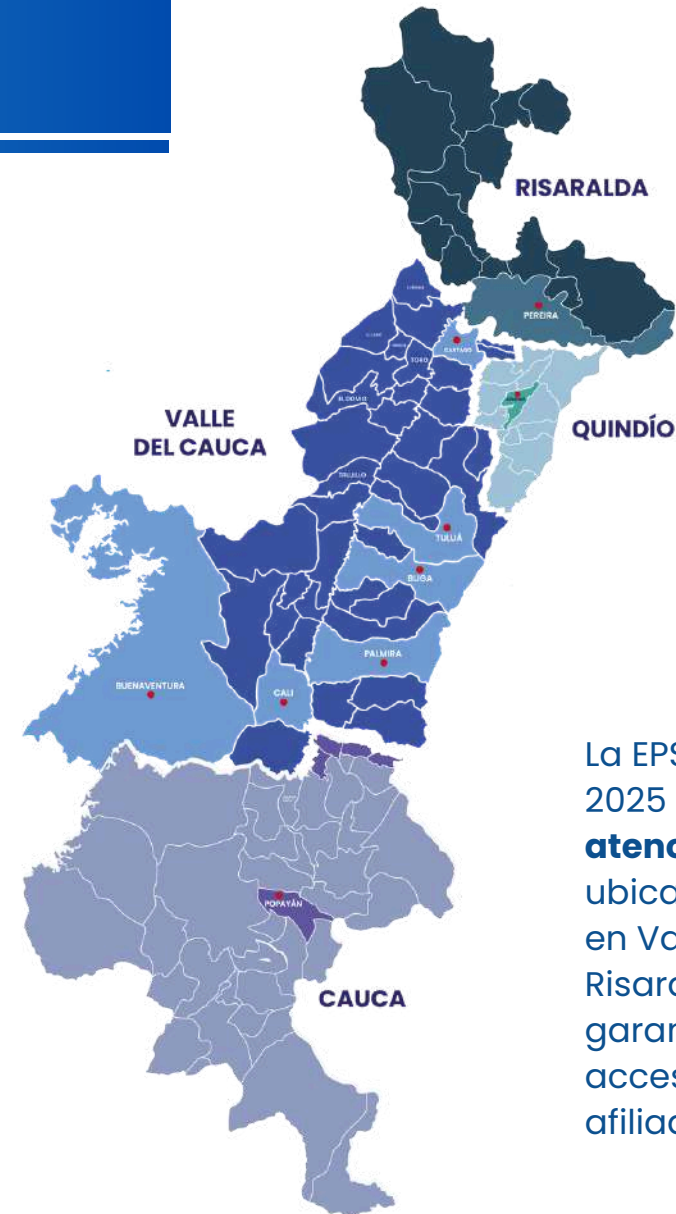 RISARALDA
PEREIRA
CARTAGO
TORO
QUINDÍO
VALLE
DEL CAUCA
TRUJILLO
TULUÁ
BUGA
PALMIRA
BUENAVENTURA
CALI
POPAYÁN
CAUCA
La EPS
2025
atenc
ubica
en Va
Risara
garan
acces
afiliad